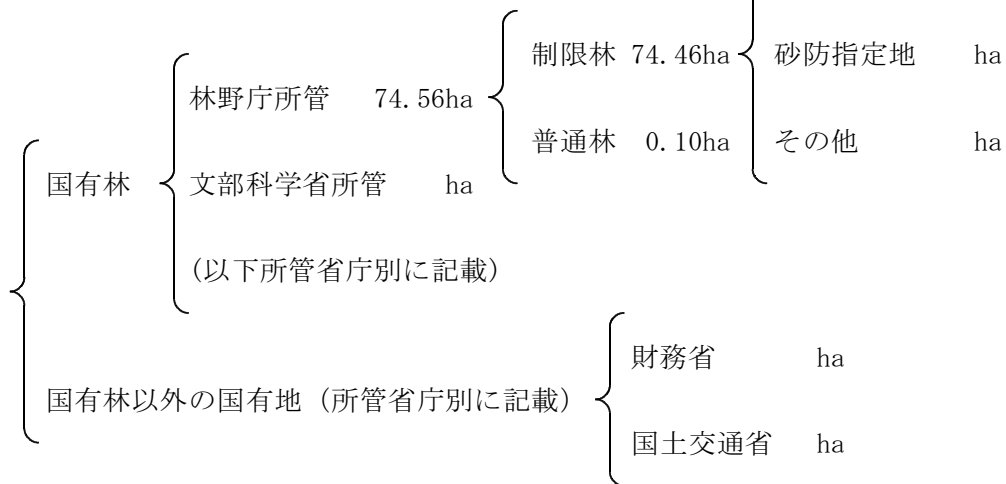 制限林 74.46ha 砂防指定地 ha
林野庁所管 74.56ha
普通林 0.10ha その他 ha
国有林 文部科学省所管 ha
(以下所管省庁別に記載)
財務省 ha
国有林以外の国有地 (所管省庁別に記載)
国土交通省 ha